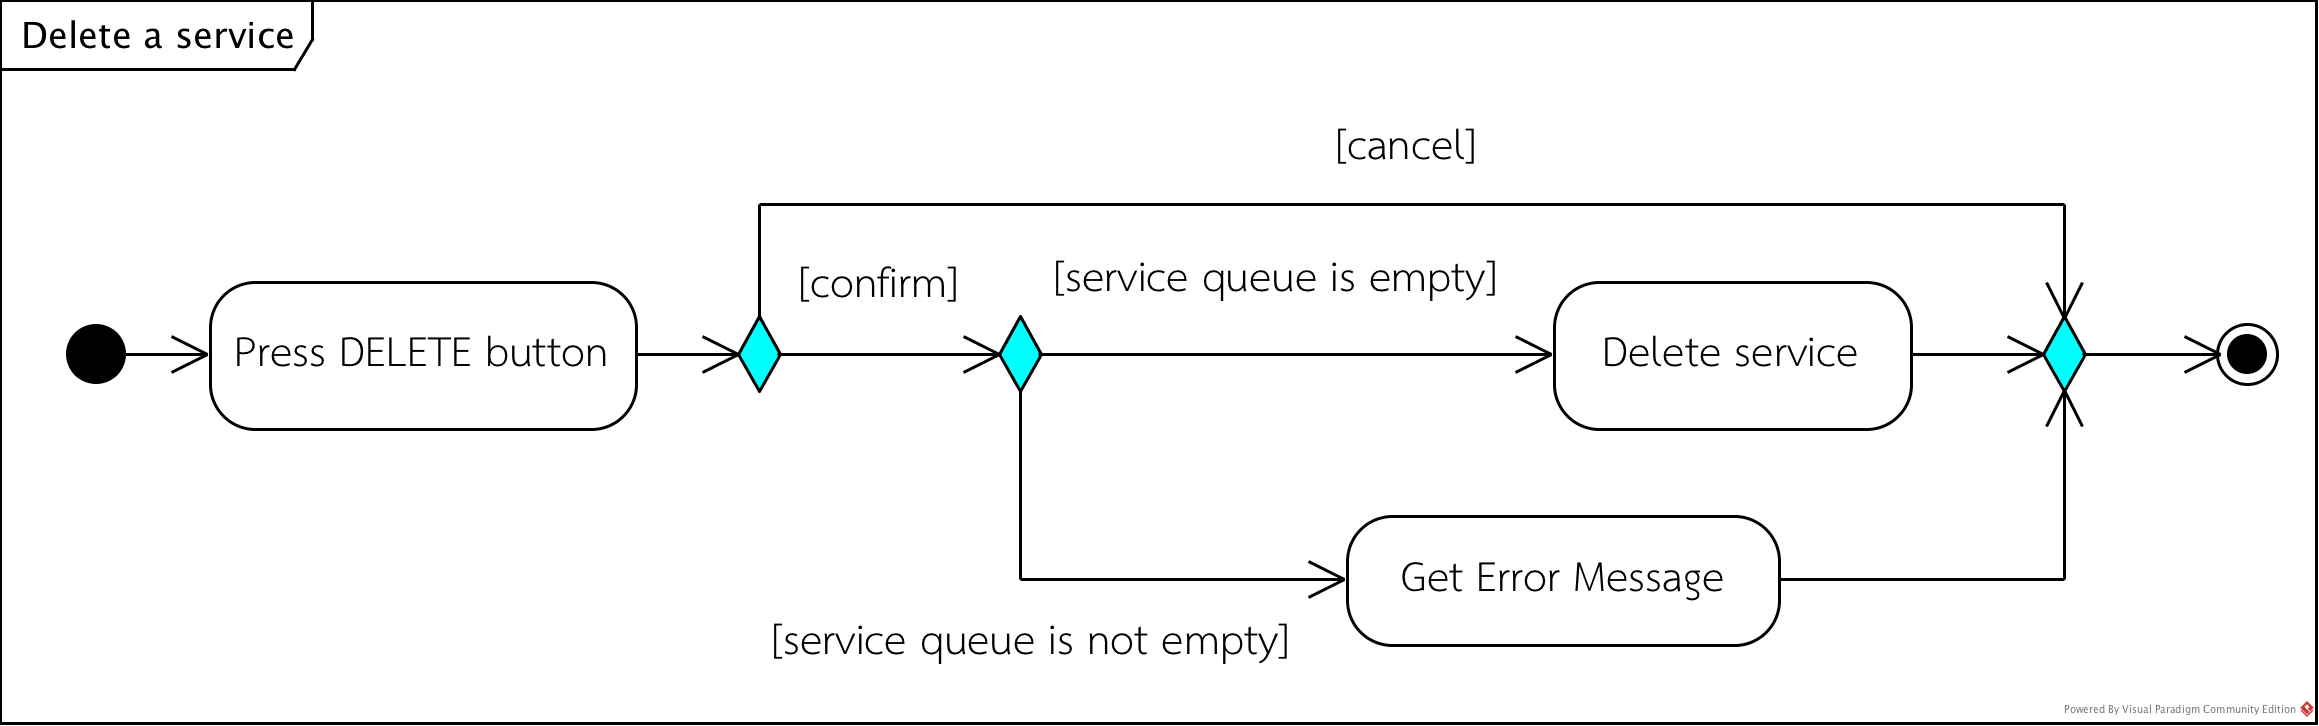 Delete a service
[cancel]
[confirm]
[service queue is empty]
Press DELETE button
Delete service
Get Error Message
[service queue is not empty]
Powered By Visual Paradigm Community Edition